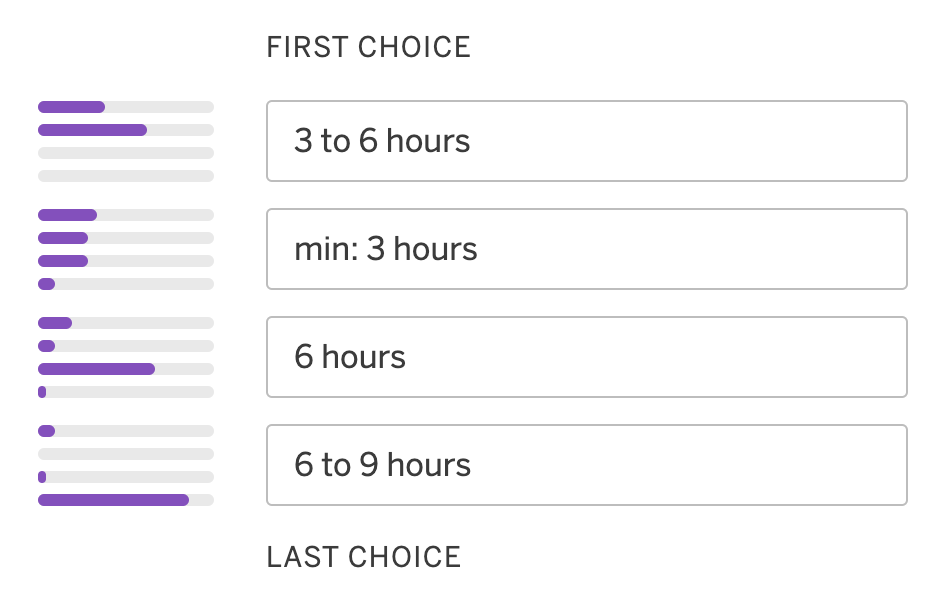 FIRST CHOICE
3 to 6 hours
min: 3 hours
6 hours
6 to 9 hours
LAST CHOICE